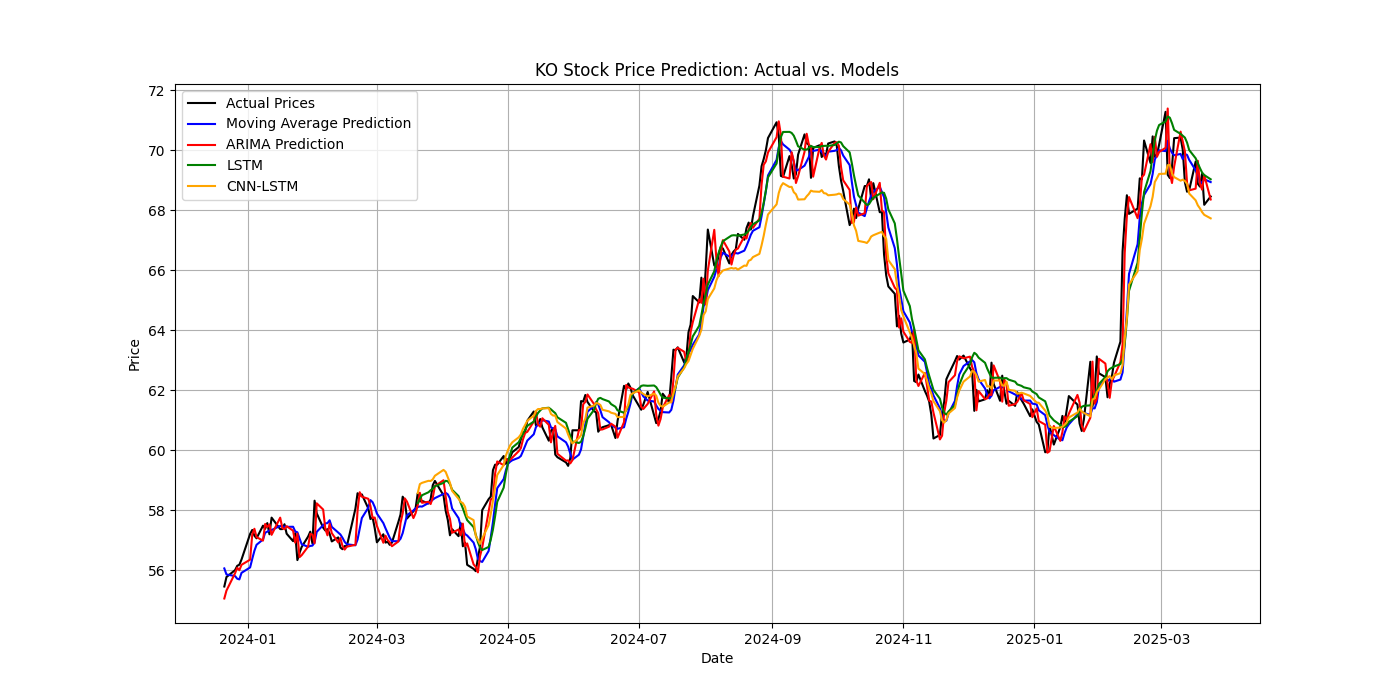 KO Stock Price Prediction: Actual vs. Models
Actual Prices
Moving Average Prediction
ARIMA Prediction
LSTM
CNN-LSTM
Price
72
70
68
66
64
62
60
58
56
2024-01
2024-03
2024-05
2024-07
2024-09
2024-11
2025-01
2025-03
Date